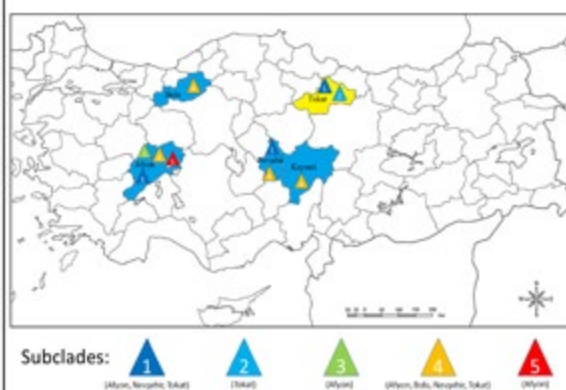 Bolu
Tokat
Afyon
Nevşehir
Kayseri
N
Subclades:
1
2
3
4
5
(Afyon, Nevşehir, Tokat)
(Tokat)
(Afyon)
(Afyon, Bolu, Nevşehir, Tokat)
(Afyon)